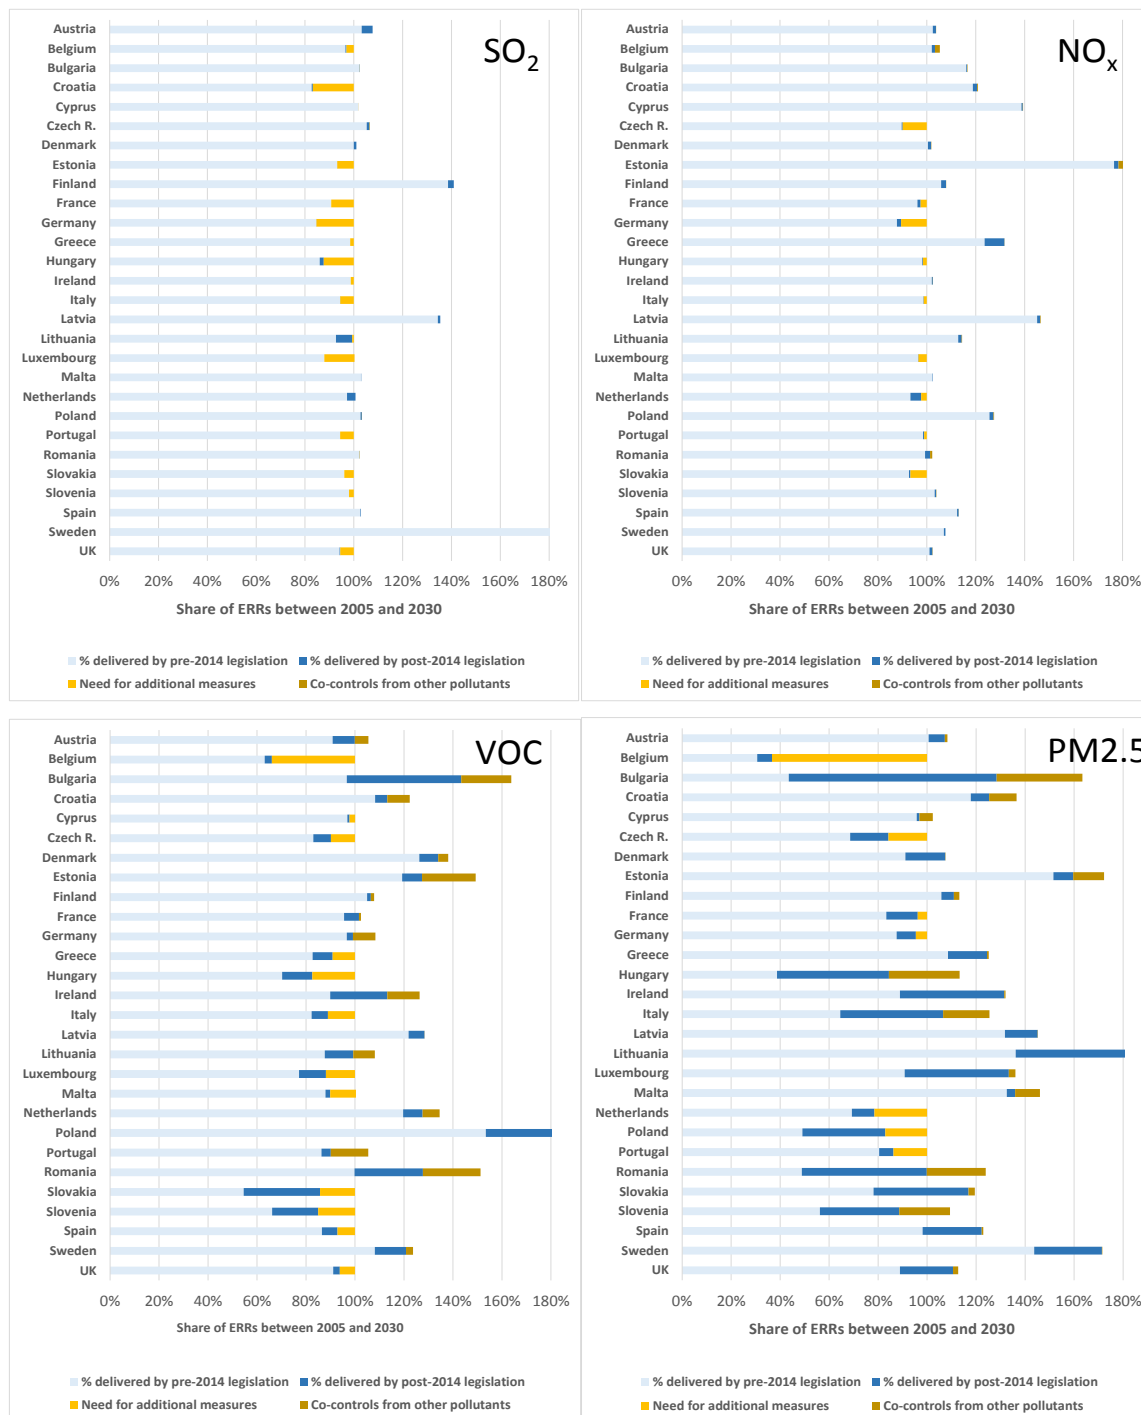 SO2
Austria
Belgium
Bulgaria
Croatia
Cyprus
Czech R.
Denmark
Estonia
Finland
France
Germany
Greece
Hungary
Ireland
Italy
Latvia
Lithuania
Luxembourg
Malta
Netherlands
Poland
Portugal
Romania
Slovakia
Slovenia
Spain
Sweden
UK
0% 20% 40% 60% 80% 100% 120% 140% 160% 180%
Share of ERRs between 2005 and 2030
% delivered by pre-2014 legislation % delivered by post-2014 legislation
Need for additional measures Co-controls from other pollutants
NOx
Austria
Belgium
Bulgaria
Croatia
Cyprus
Czech R.
Denmark
Estonia
Finland
France
Germany
Greece
Hungary
Ireland
Italy
Latvia
Lithuania
Luxembourg
Malta
Netherlands
Poland
Portugal
Romania
Slovakia
Slovenia
Spain
Sweden
UK
0% 20% 40% 60% 80% 100% 120% 140% 160% 180%
Share of ERRs between 2005 and 2030
% delivered by pre-2014 legislation % delivered by post-2014 legislation
Need for additional measures Co-controls from other pollutants
VOC
Austria
Belgium
Bulgaria
Croatia
Cyprus
Czech R.
Denmark
Estonia
Finland
France
Germany
Greece
Hungary
Ireland
Italy
Latvia
Lithuania
Luxembourg
Malta
Netherlands
Poland
Portugal
Romania
Slovakia
Slovenia
Spain
Sweden
UK
0% 20% 40% 60% 80% 100% 120% 140% 160% 180%
Share of ERRs between 2005 and 2030
% delivered by pre-2014 legislation % delivered by post-2014 legislation
Need for additional measures Co-controls from other pollutants
PM2.5
Austria
Belgium
Bulgaria
Croatia
Cyprus
Czech R.
Denmark
Estonia
Finland
France
Germany
Greece
Hungary
Ireland
Italy
Latvia
Lithuania
Luxembourg
Malta
Netherlands
Poland
Portugal
Romania
Slovakia
Slovenia
Spain
Sweden
UK
0% 20% 40% 60% 80% 100% 120% 140% 160% 180%
Share of ERRs between 2005 and 2030
% delivered by pre-2014 legislation % delivered by post-2014 legislation
Need for additional measures Co-controls from other pollutants